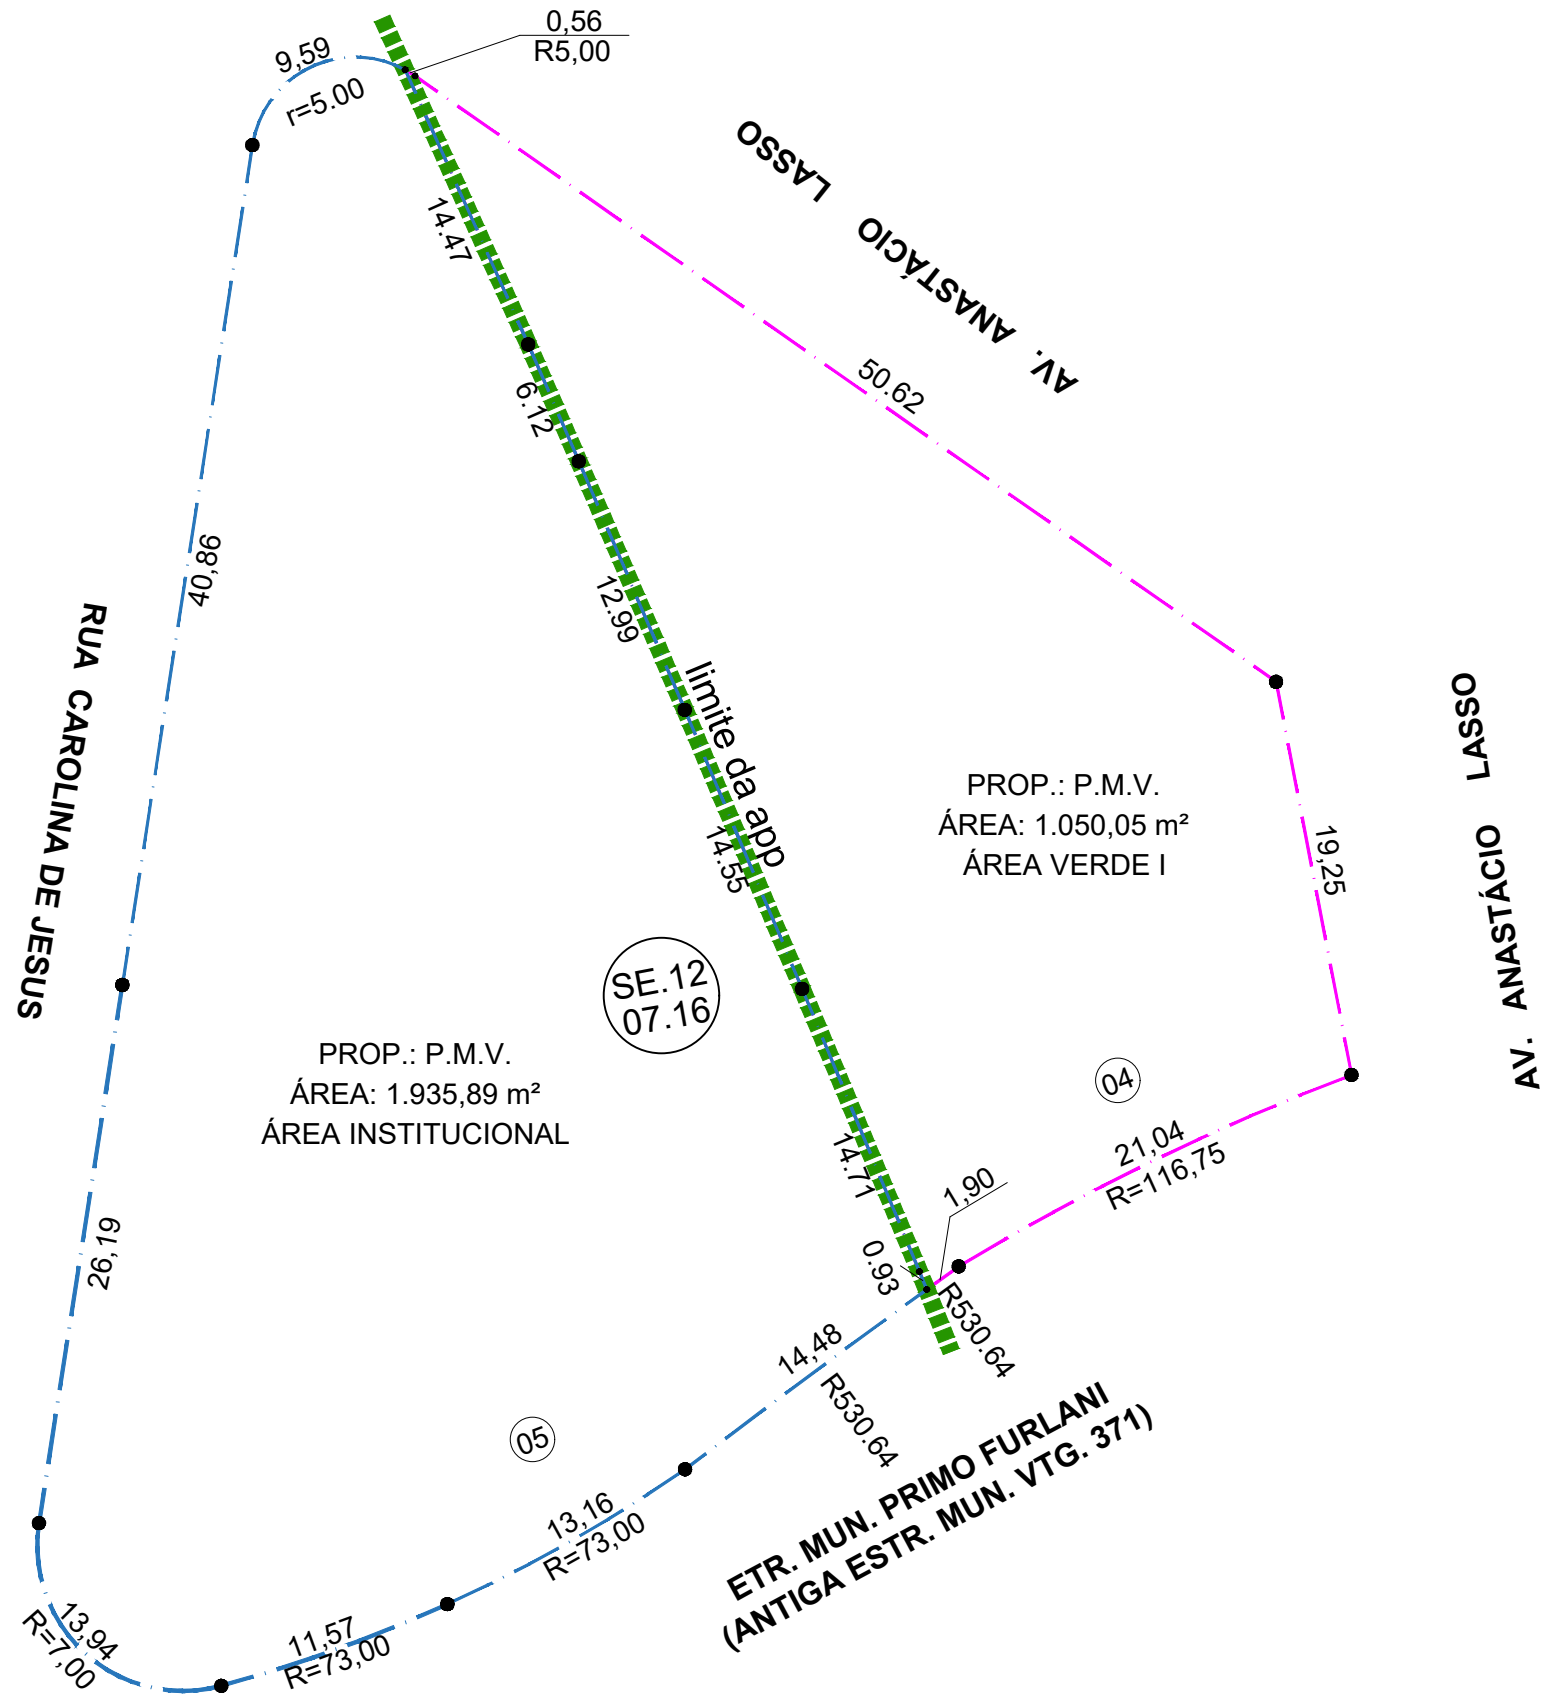 0,56
R5,00
9,59
r=5.00
AV. ANASTÁCIO LASSO
14.47
50.62
6.12
40,86
12.99
RUA CAROLINA DE JESUS
limite da app
AV. ANASTÁCIO LASSO
PROP.: P.M.V.
ÁREA: 1.050,05 m²
ÁREA VERDE I
19,25
14.55
SE.12
07.16
PROP.: P.M.V.
ÁREA: 1.935,89 m²
ÁREA INSTITUCIONAL
04
21,04
R=116,75
14.71
1,90
0.93
R530.64
26,19
14,48
R530.64
05
ETR. MUN. PRIMO FURLANI
(ANTIGA ESTR. MUN. VTG. 371)
13,16
R=73,00
13,94
R=7,00
11,57
R=73,00